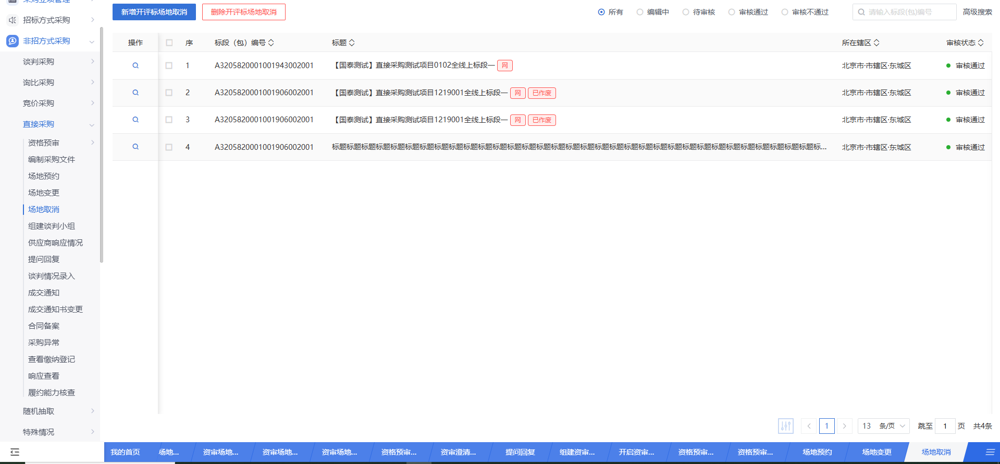 采购立项管理
招标方式采购
非招方式采购
谈判采购
询比采购
竞价采购
直接采购
资格预审
编制采购文件
场地预约
场地变更
场地取消
组建谈判小组
供应商响应情况
提问回复
谈判情况录入
成交通知
成交通知书变更
合同备案
采购异常
查看缴纳登记
响应查看
履约能力核查
随机抽取
特殊情况
新增开评标场地取消 删除开评标场地取消 所有 编辑中 待审核 审核通过 审核不通过 请输入标段(包)编号 高级搜索
操作 序 标段（包）编号 标题 所在辖区 审核状态
1 A3205820001001943002001 【国泰测试】直接采购测试项目0102全线上标段一 网 北京市·市辖区·东城区 审核通过
2 A3205820001001906002001 【国泰测试】直接采购测试项目1219001全线上标段一 网 已作废 北京市·市辖区·东城区 审核通过
3 A3205820001001906002001 【国泰测试】直接采购测试项目1219001全线上标段一 网 已作废 北京市·市辖区·东城区 审核通过
4 A3205820001001906002001 标题标题标题标题标题标题标题标题标题标题标题标题标题标题标题标题标题标题标题标题标题标题标题标题标题标题标题标题标题标题标题标题标题标... 北京市·市辖区·东城区 审核通过
1 13 条/页 跳至 1 页 共4条
我的首页 场地... 资审场地... 资审场地... 资审场地... 资格预审... 资审澄清... 提问回复 组建资审... 开启资审... 资格预审... 资格预审... 场地预约 场地变更 场地取消